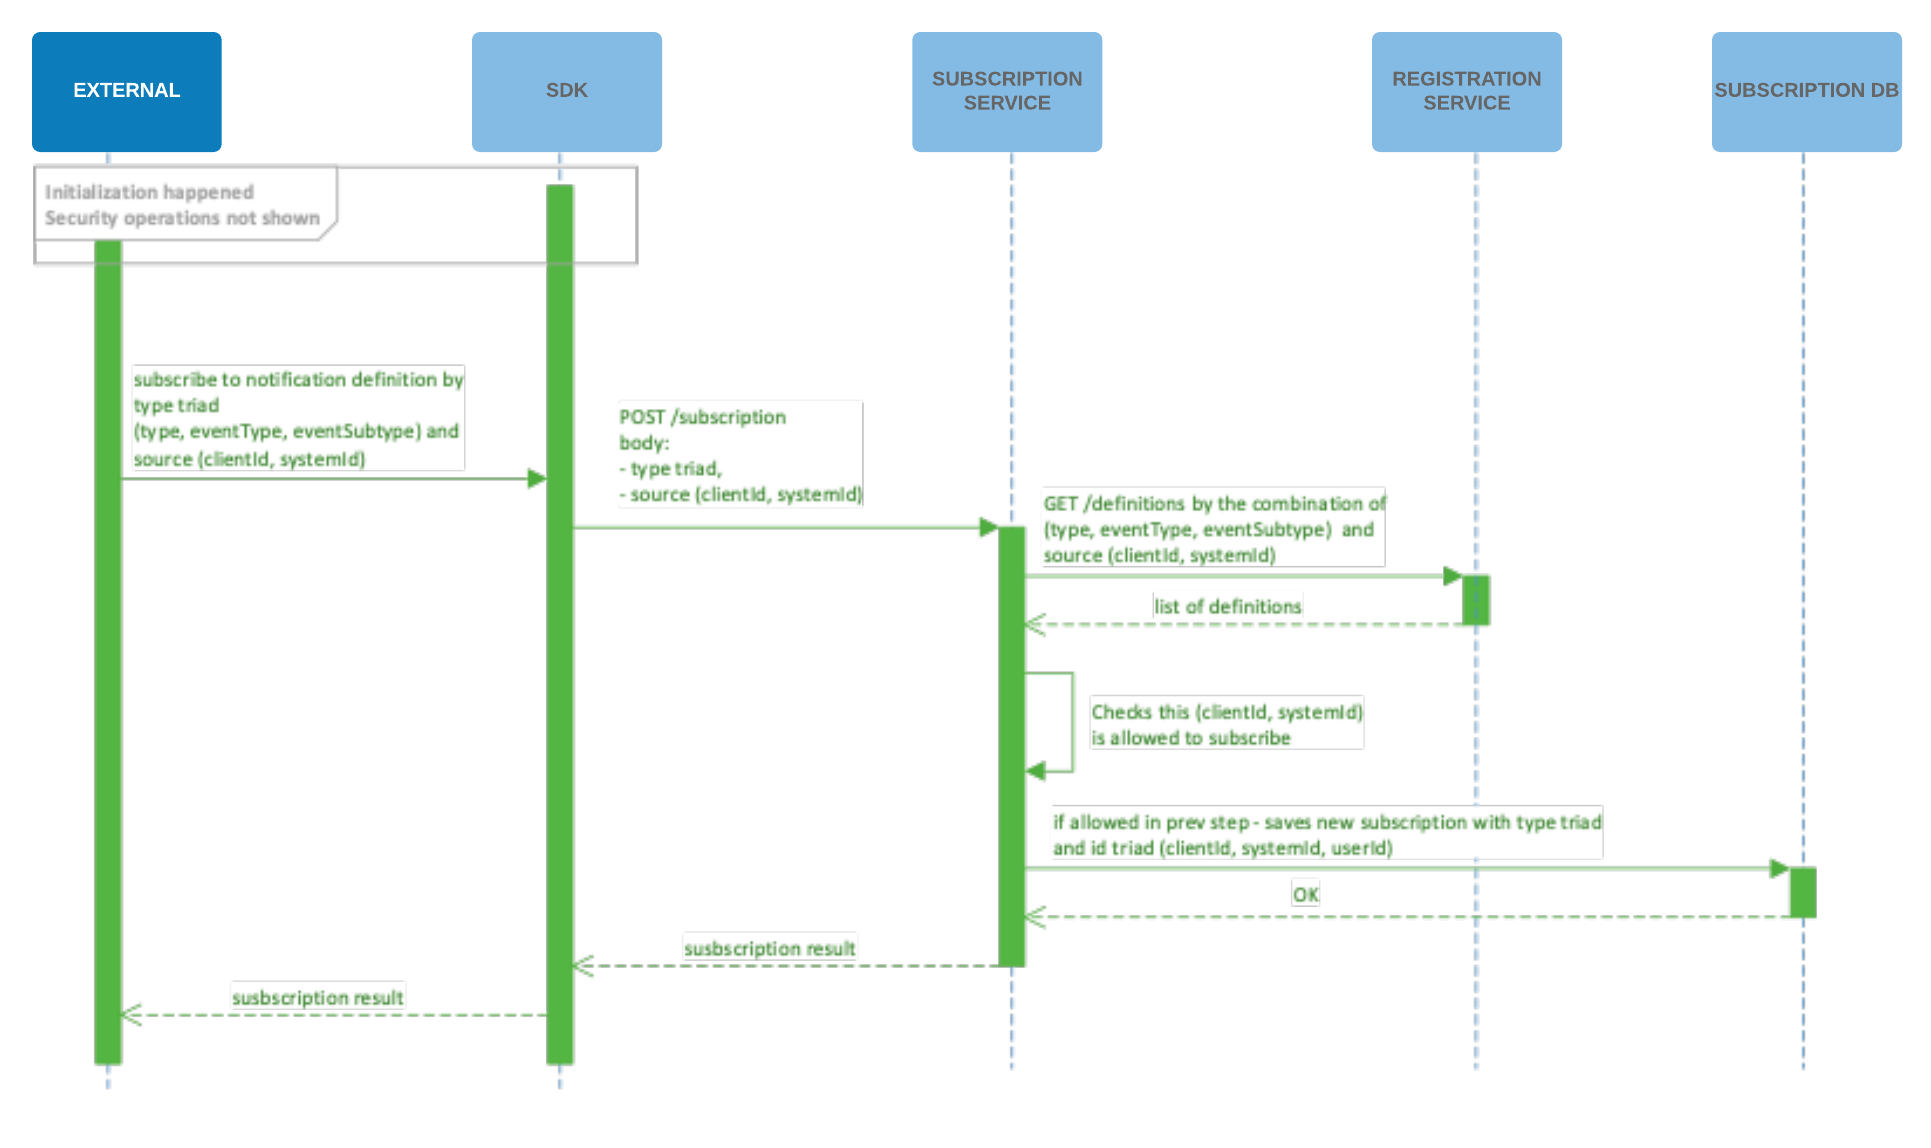 EXTERNAL
SDK
SUBSCRIPTION
SERVICE
REGISTRATION
SERVICE
SUBSCRIPTION DB
Initialization happened
Security operations not shown
subscribe to notification definition by
type triad
(type, eventType, eventSubtype) and
source (clientId, systemId)
POST /subscription
body:
- type triad,
- source (clientId, systemId)
GET /definitions by the combination of
(type, eventType, eventSubtype) and
source (clientId, systemId)
list of definitions
Checks this (clientId, systemId)
is allowed to subscribe
if allowed in prev step - saves new subscription with type triad
and id triad (clientId, systemId, userId)
OK
susbscription result
susbscription result